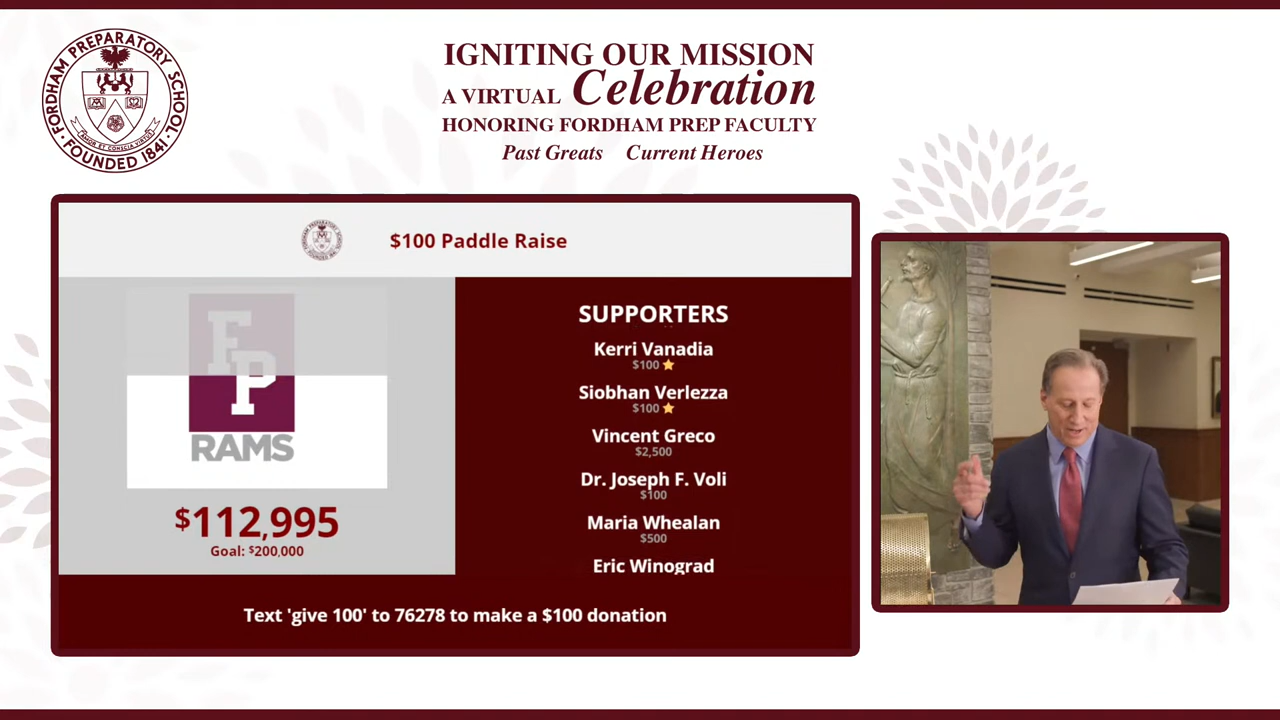 FORDHAM PREPARATORY SCHOOL
FOUNDED 1841
IGNITING OUR MISSION
A VIRTUAL Celebration
HONORING FORDHAM PREP FACULTY
Past Greats Current Heroes
$100 Paddle Raise
FP
RAMS
$112,995
Goal: $200,000
SUPPORTERS
Kerri Vanadia
$100
Siobhan Verlezza
$100
Vincent Greco
$2,500
Dr. Joseph F. Voli
$100
Maria Whealan
$500
Eric Winograd
Text 'give 100' to 76278 to make a $100 donation